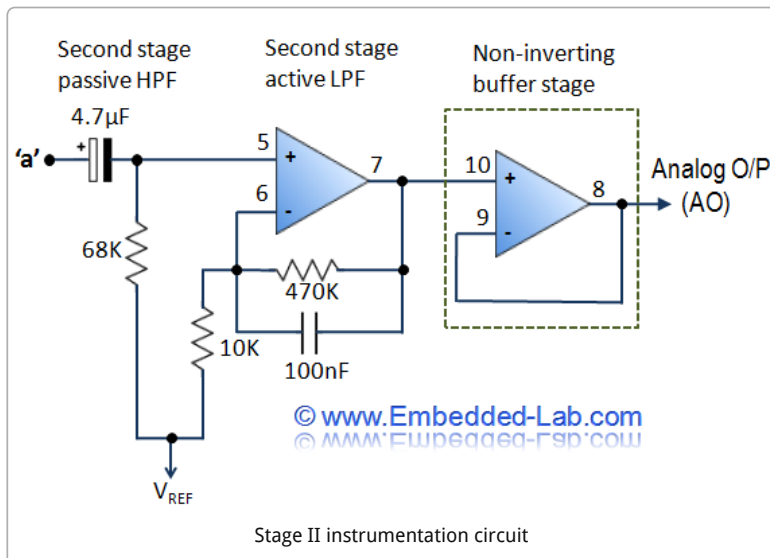 Second stage
passive HPF
Second stage
active LPF
Non-inverting
buffer stage
4.7µF
+
'a'
5
+
7
6
-
10
+
8
9
-
Analog O/P
(AO)
68K
470K
10K
100nF
© www.Embedded-Lab.com
VREF
Stage II instrumentation circuit